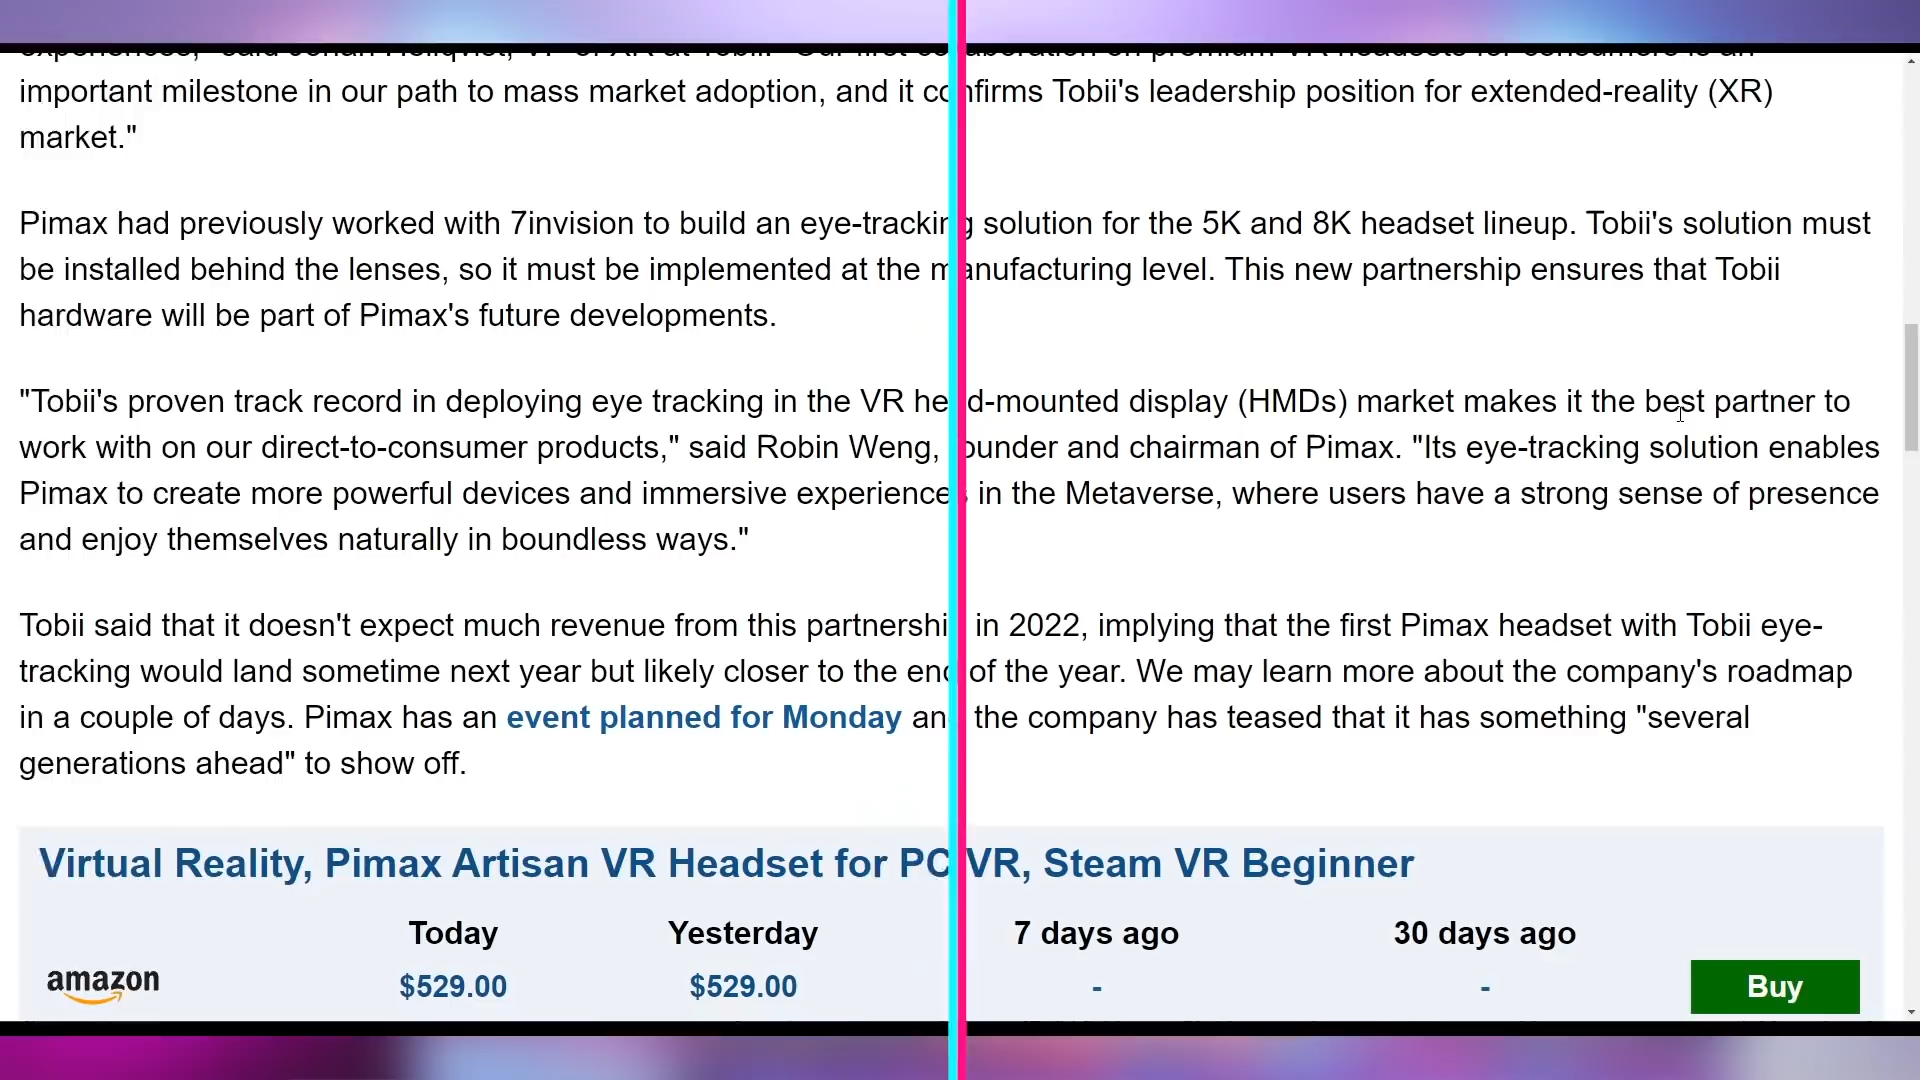 important milestone in our path to mass market adoption, and it confirms Tobii's leadership position for extended-reality (XR)
market."
Pimax had previously worked with 7invision to build an eye-tracking solution for the 5K and 8K headset lineup. Tobii's solution must
be installed behind the lenses, so it must be implemented at the manufacturing level. This new partnership ensures that Tobii
hardware will be part of Pimax's future developments.
"Tobii's proven track record in deploying eye tracking in the VR head-mounted display (HMDs) market makes it the best partner to
work with on our direct-to-consumer products," said Robin Weng, founder and chairman of Pimax. "Its eye-tracking solution enables
Pimax to create more powerful devices and immersive experiences in the Metaverse, where users have a strong sense of presence
and enjoy themselves naturally in boundless ways."
Tobii said that it doesn't expect much revenue from this partnership in 2022, implying that the first Pimax headset with Tobii eye-
tracking would land sometime next year but likely closer to the end of the year. We may learn more about the company's roadmap
in a couple of days. Pimax has an event planned for Monday and the company has teased that it has something "several
generations ahead" to show off.
Virtual Reality, Pimax Artisan VR Headset for PC VR, Steam VR Beginner
Today Yesterday 7 days ago 30 days ago
amazon $529.00 $529.00 - - Buy